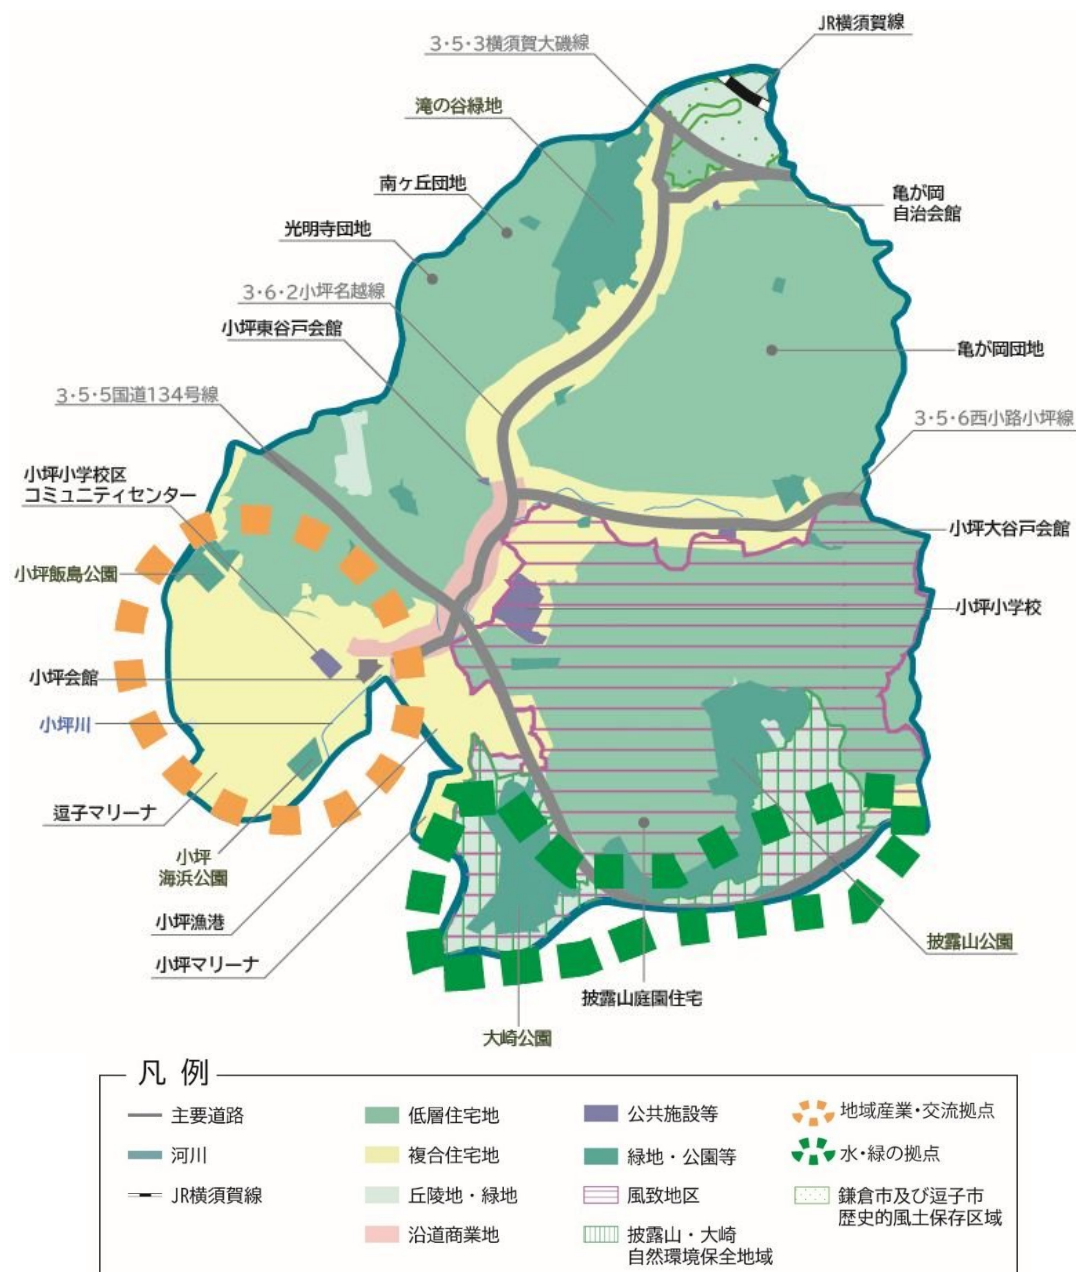 JR横須賀線
3・5・3横須賀大磯線
滝の谷緑地
南ヶ丘団地
亀が岡
自治会館
光明寺団地
3・6・2小坪名越線
小坪東谷戸会館
亀が岡団地
3・5・5国道134号線
3・5・6西小路小坪線
小坪小学校区
コミュニティセンター
小坪大谷戸会館
小坪飯島公園
小坪小学校
小坪会館
小坪川
逗子マリーナ
小坪
海浜公園
小坪漁港
小坪マリーナ
披露山公園
披露山庭園住宅
大崎公園
凡例
主要道路
河川
JR横須賀線
低層住宅地
複合住宅地
丘陵地・緑地
沿道商業地
公共施設等
緑地・公園等
風致地区
披露山・大崎
自然環境保全地域
地域産業・交流拠点
水・緑の拠点
鎌倉市及び逗子市
歴史的風土保存区域